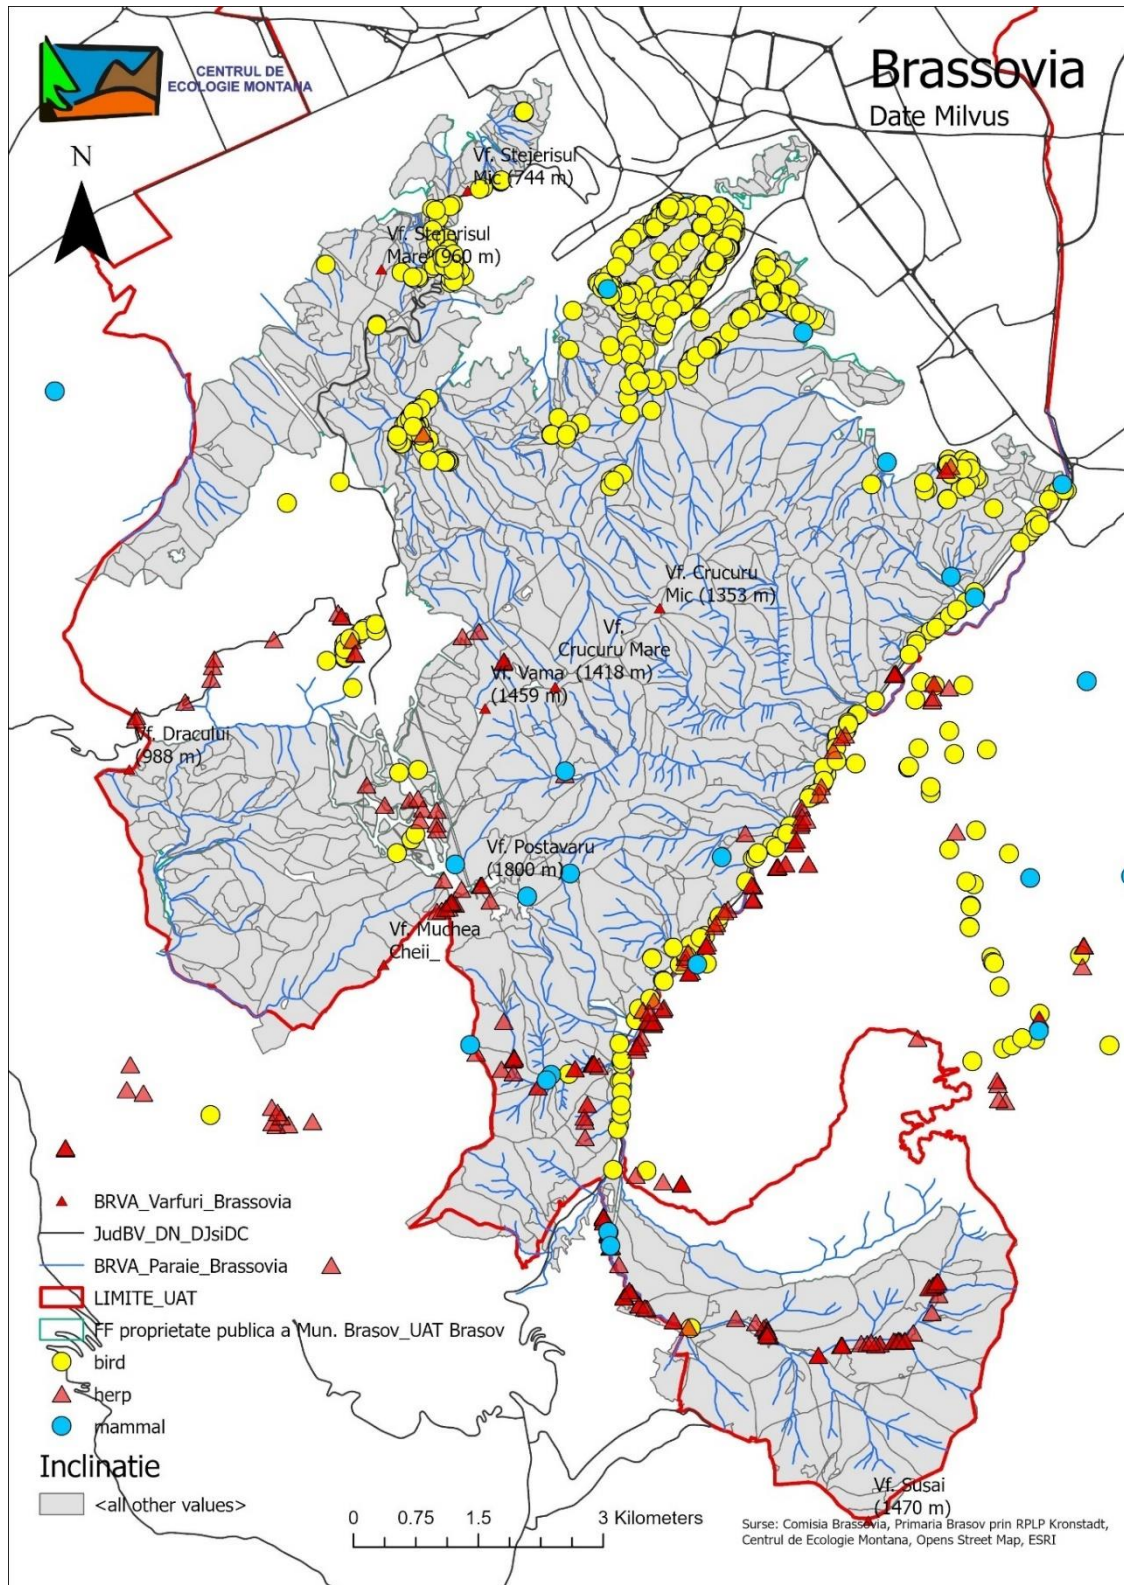 CENTRUL DE
ECOLOGIE MONTANA
Brassovia
Date Milvus
N
Vf. Stejerisul
Mic (744 m)
Vf. Stejerisul
Mare (960 m)
Vf. Crucuru
Mic (1353 m)
Vf.
Crucuru Mare
(1418 m)
Vf. Vama
(1459 m)
Vf. Dracului
(988 m)
Vf. Postavaru
(1800 m)
Vf. Muchea
Cheii_
BRVA_Varfuri_Brassovia
JudBV_DN_DJsiDC
BRVA_Paraie_Brassovia
LIMITE_UAT
FF proprietate publica a Mun. Brasov_UAT Brasov
bird
herp
mammal
Inclinatie
<all other values>
Vf. Susai
(1470 m)
0 0.75 1.5 3 Kilometers
Surse: Comisia Brassovia, Primaria Brasov prin RPLP Kronstadt,
Centrul de Ecologie Montana, Opens Street Map, ESRI